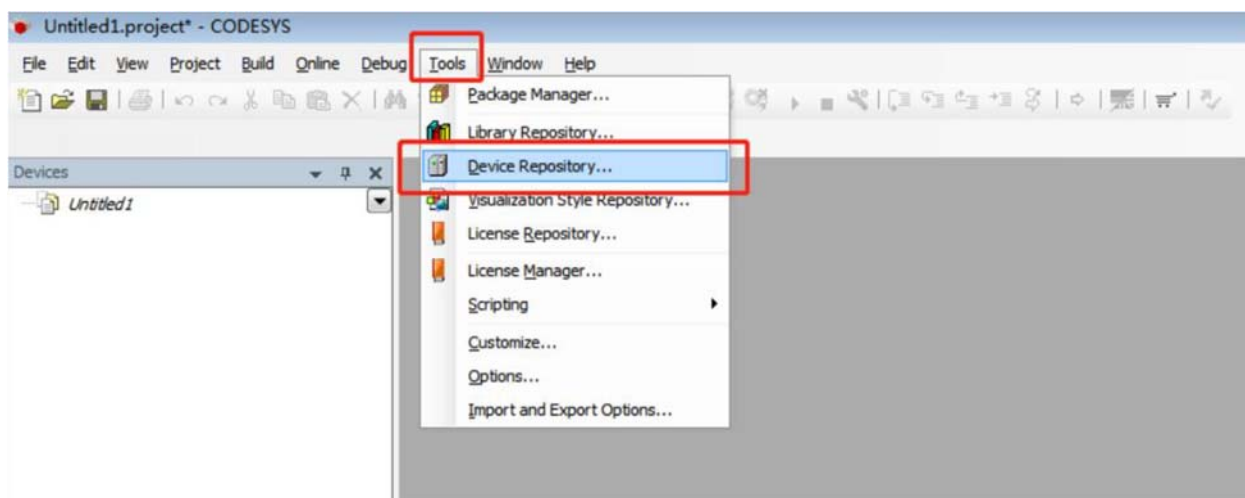 Untitled1.project* - CODESYS
File Edit View Project Build Online Debug Tools Window Help
Package Manager...
Library Repository...
Devices
Device Repository...
Untitled1
Visualization Style Repository...
License Repository...
License Manager...
Scripting
Customize...
Options...
Import and Export Options...